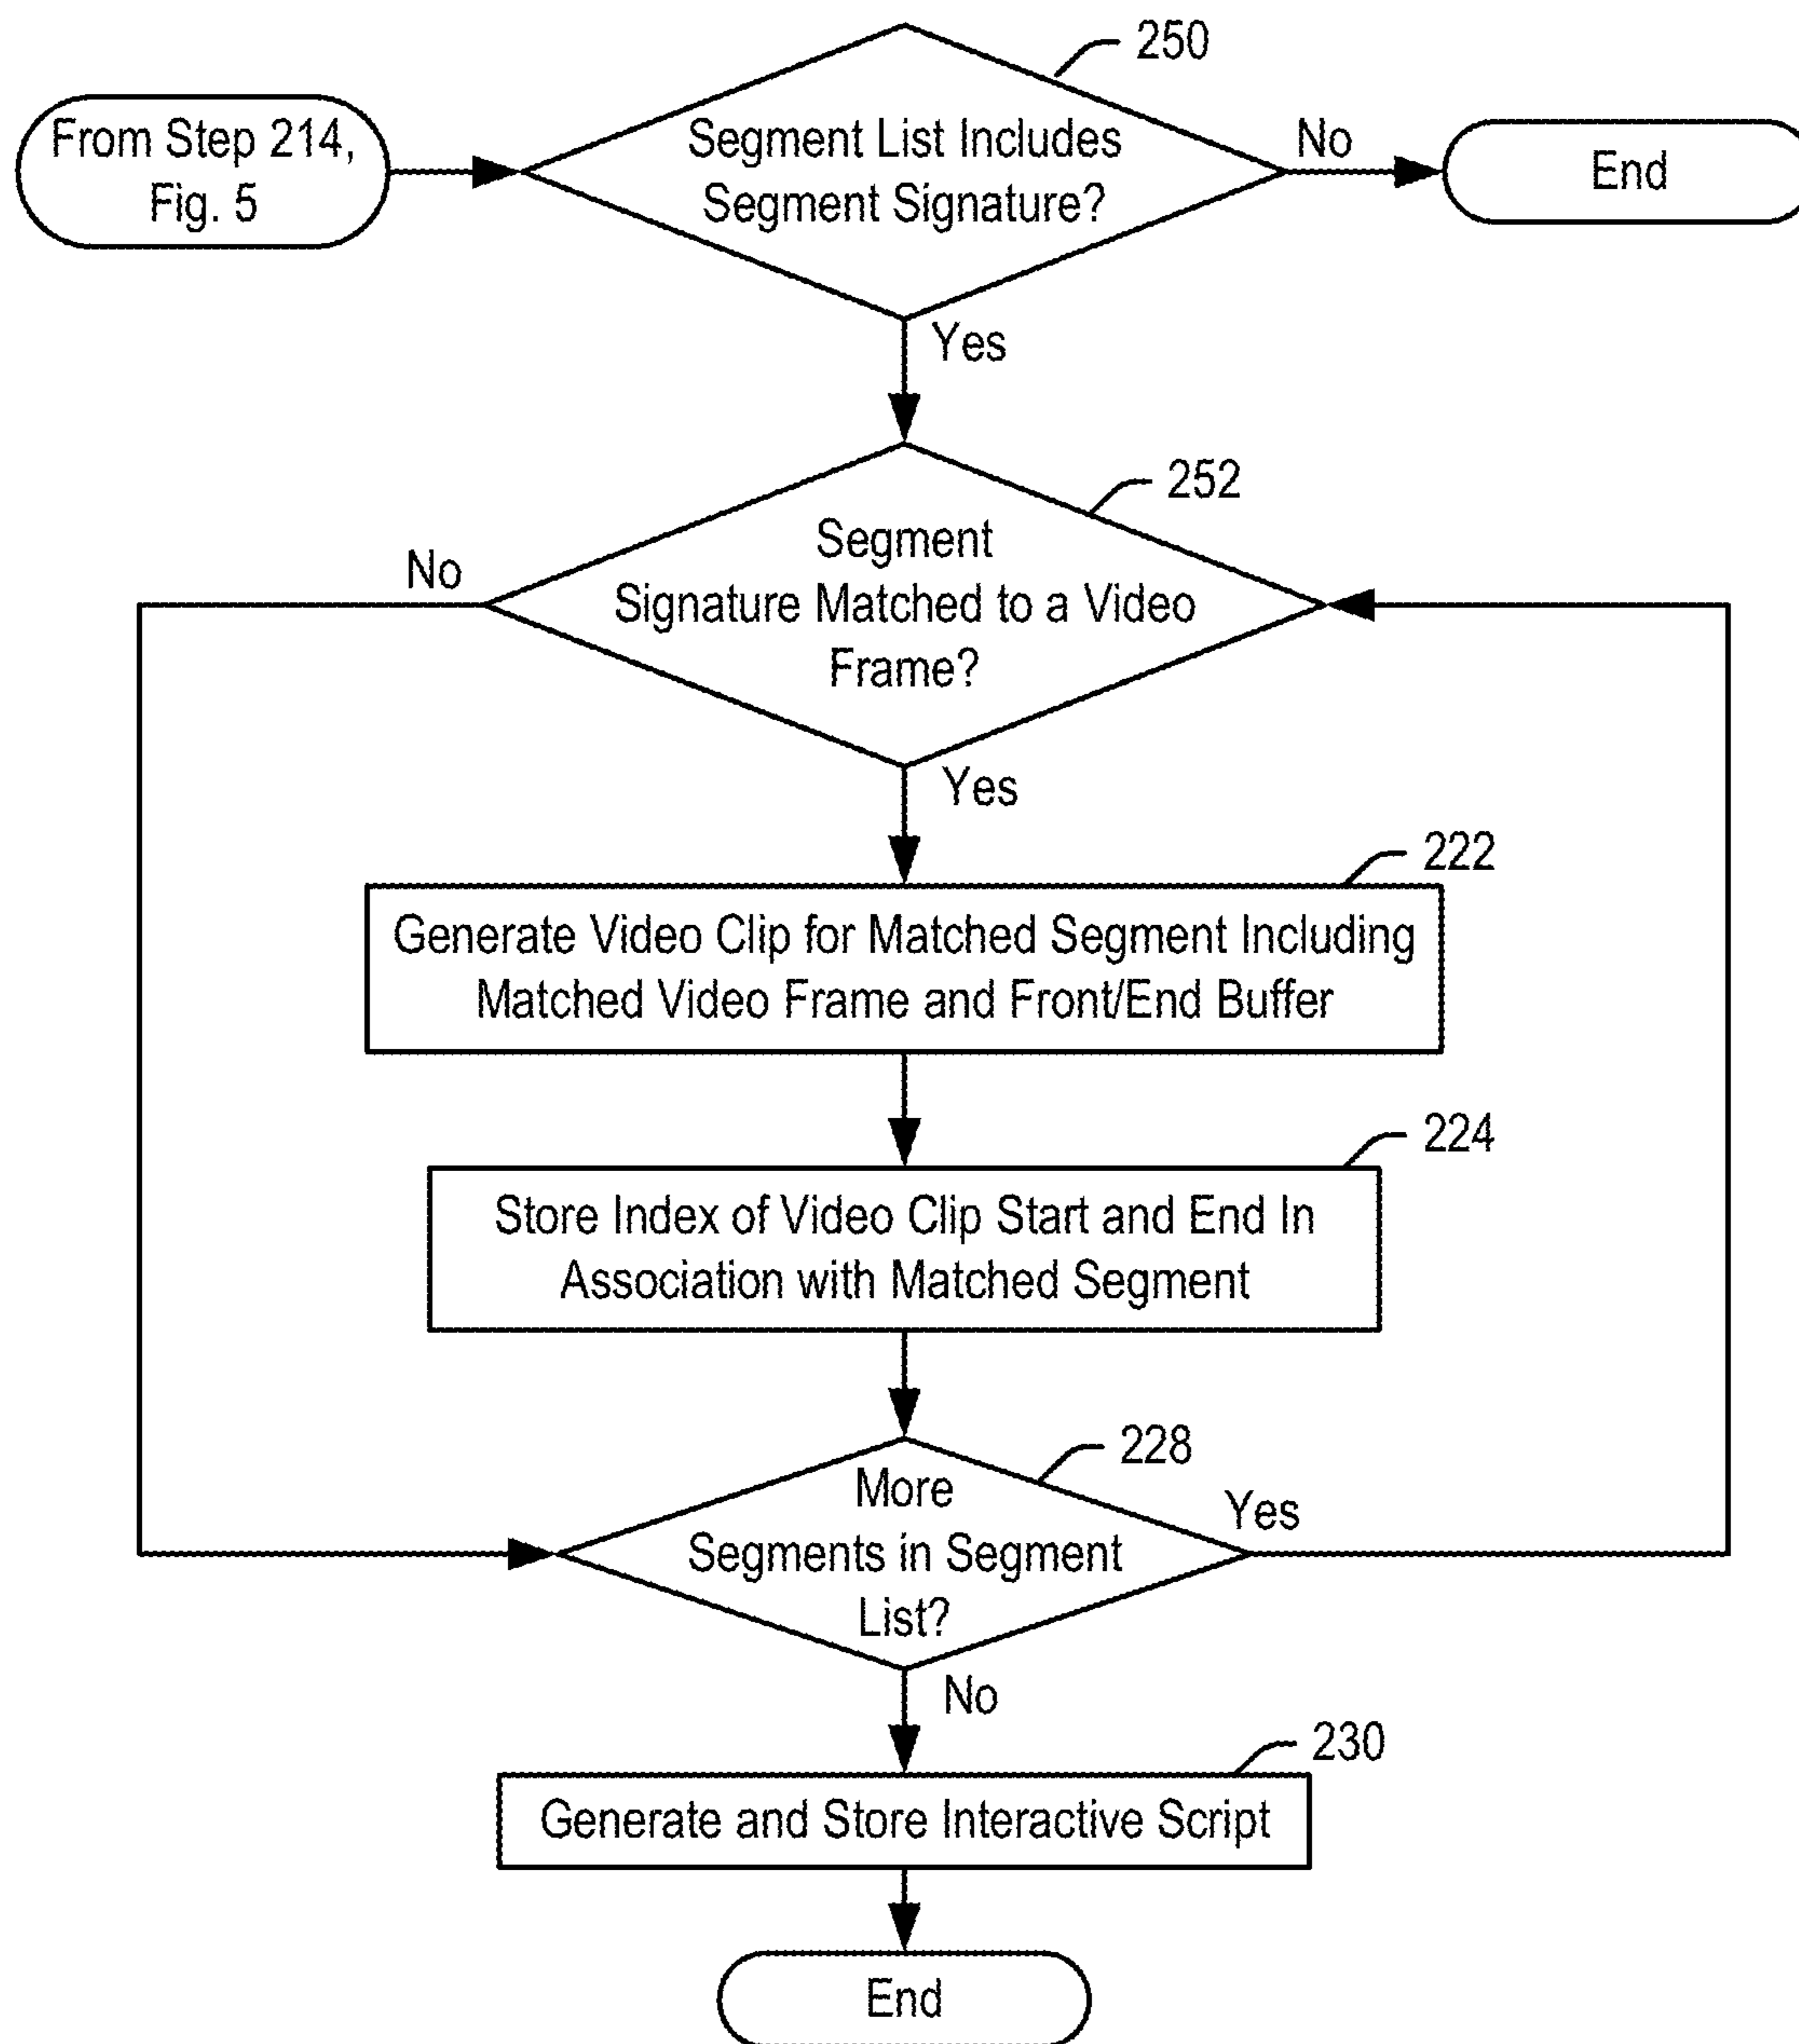 250
From Step 214,
Fig. 5
Segment List Includes
Segment Signature?
No
End
Yes
252
Segment
Signature Matched to a Video
Frame?
No
Yes
222
Generate Video Clip for Matched Segment Including
Matched Video Frame and Front/End Buffer
224
Store Index of Video Clip Start and End In
Association with Matched Segment
228
More
Segments in Segment
List?
Yes
No
230
Generate and Store Interactive Script
End